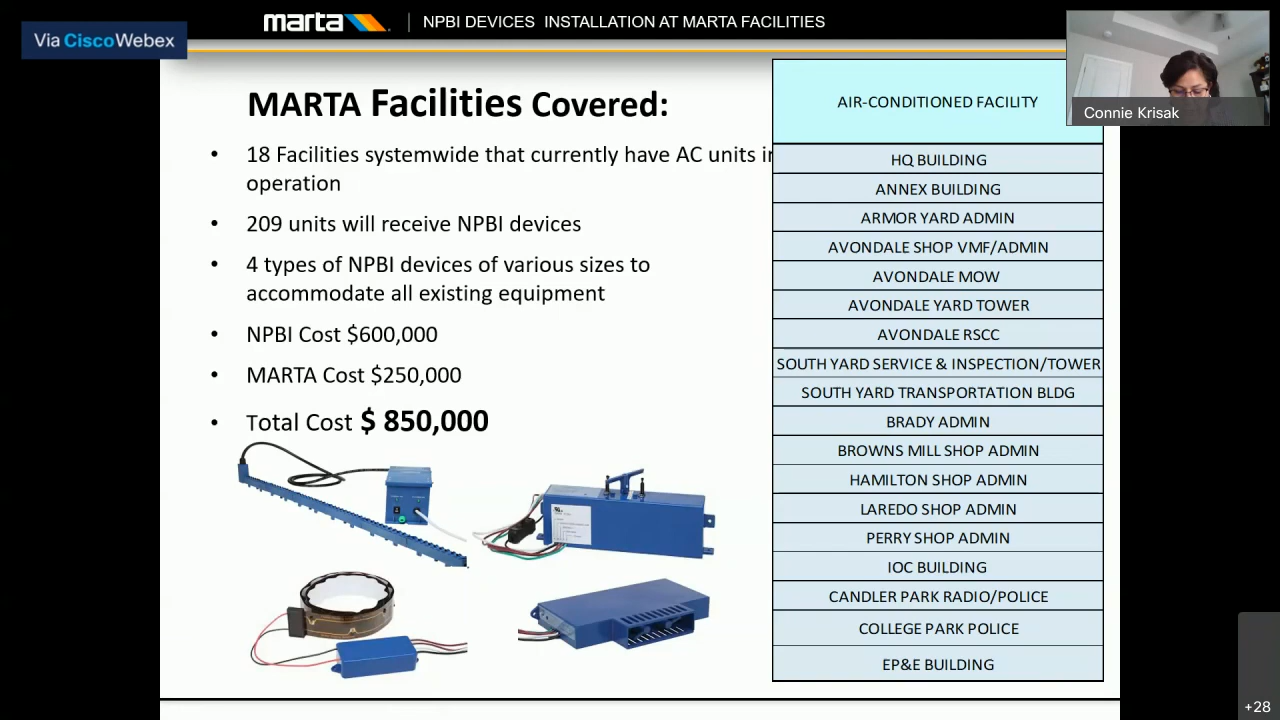 marta
NPBI DEVICES INSTALLATION AT MARTA FACILITIES
Via Cisco Webex
MARTA Facilities Covered:
• 18 Facilities systemwide that currently have AC units in
operation
• 209 units will receive NPBI devices
• 4 types of NPBI devices of various sizes to
accommodate all existing equipment
• NPBI Cost $600,000
• MARTA Cost $250,000
• Total Cost $ 850,000
AIR-CONDITIONED FACILITY
HQ BUILDING
ANNEX BUILDING
ARMOR YARD ADMIN
AVONDALE SHOP VMF/ADMIN
AVONDALE MOW
AVONDALE YARD TOWER
AVONDALE RSCC
SOUTH YARD SERVICE & INSPECTION/TOWER
SOUTH YARD TRANSPORTATION BLDG
BRADY ADMIN
BROWNS MILL SHOP ADMIN
HAMILTON SHOP ADMIN
LAREDO SHOP ADMIN
PERRY SHOP ADMIN
IOC BUILDING
CANDLER PARK RADIO/POLICE
COLLEGE PARK POLICE
EP&E BUILDING
Connie Krisak
+28